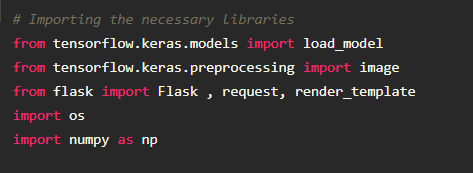 # Importing the necessary libraries
from tensorflow.keras.models import load_model
from tensorflow.keras.preprocessing import image
from flask import Flask , request, render_template
import os
import numpy as np